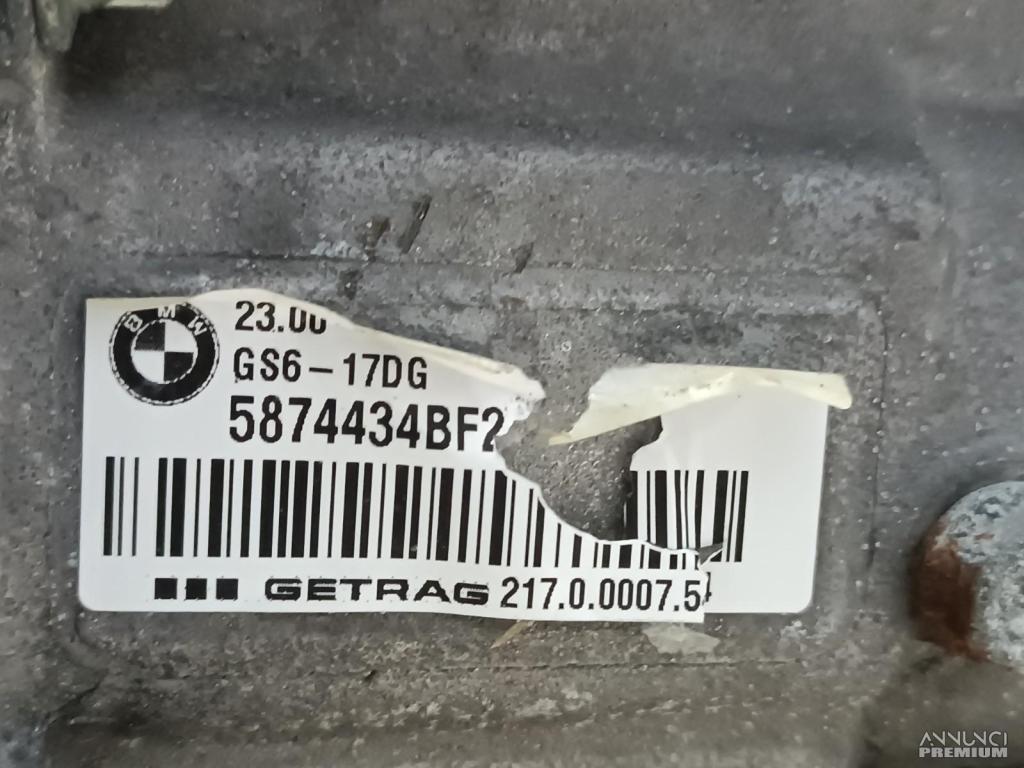 BMW
23.00
GS6-17DG
5874434BF2
GETRAG 217.0.0007.5
ANNUNCI
PREMIUM